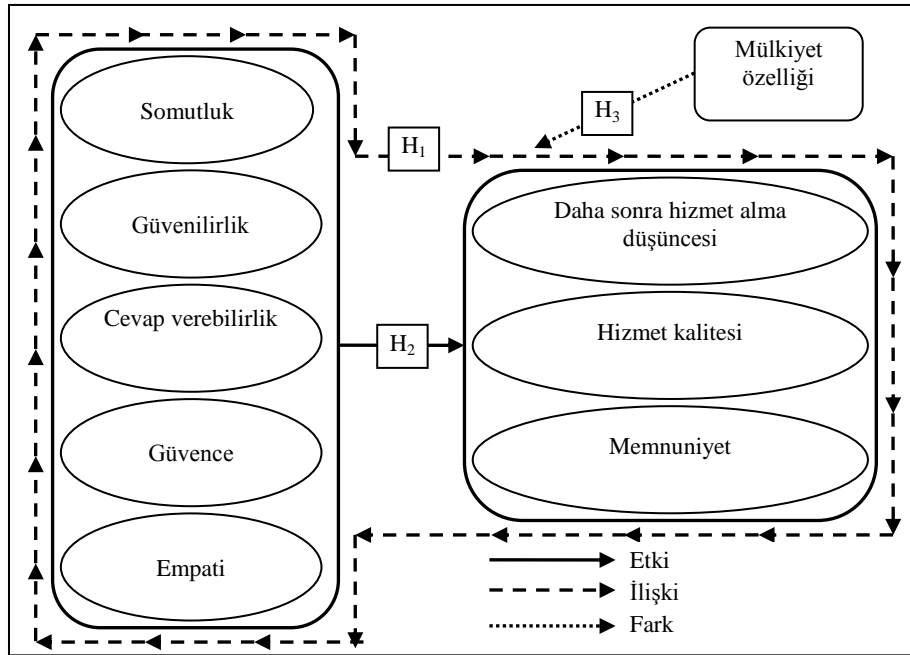 Somutluk
Güvenilirlik
Cevap verebilirlik
Güvence
Empati
H₁
H₂
H₃
Mülkiyet
özelliği
Daha sonra hizmet alma
düşüncesi
Hizmet kalitesi
Memnuniyet
Etki
İlişki
Fark